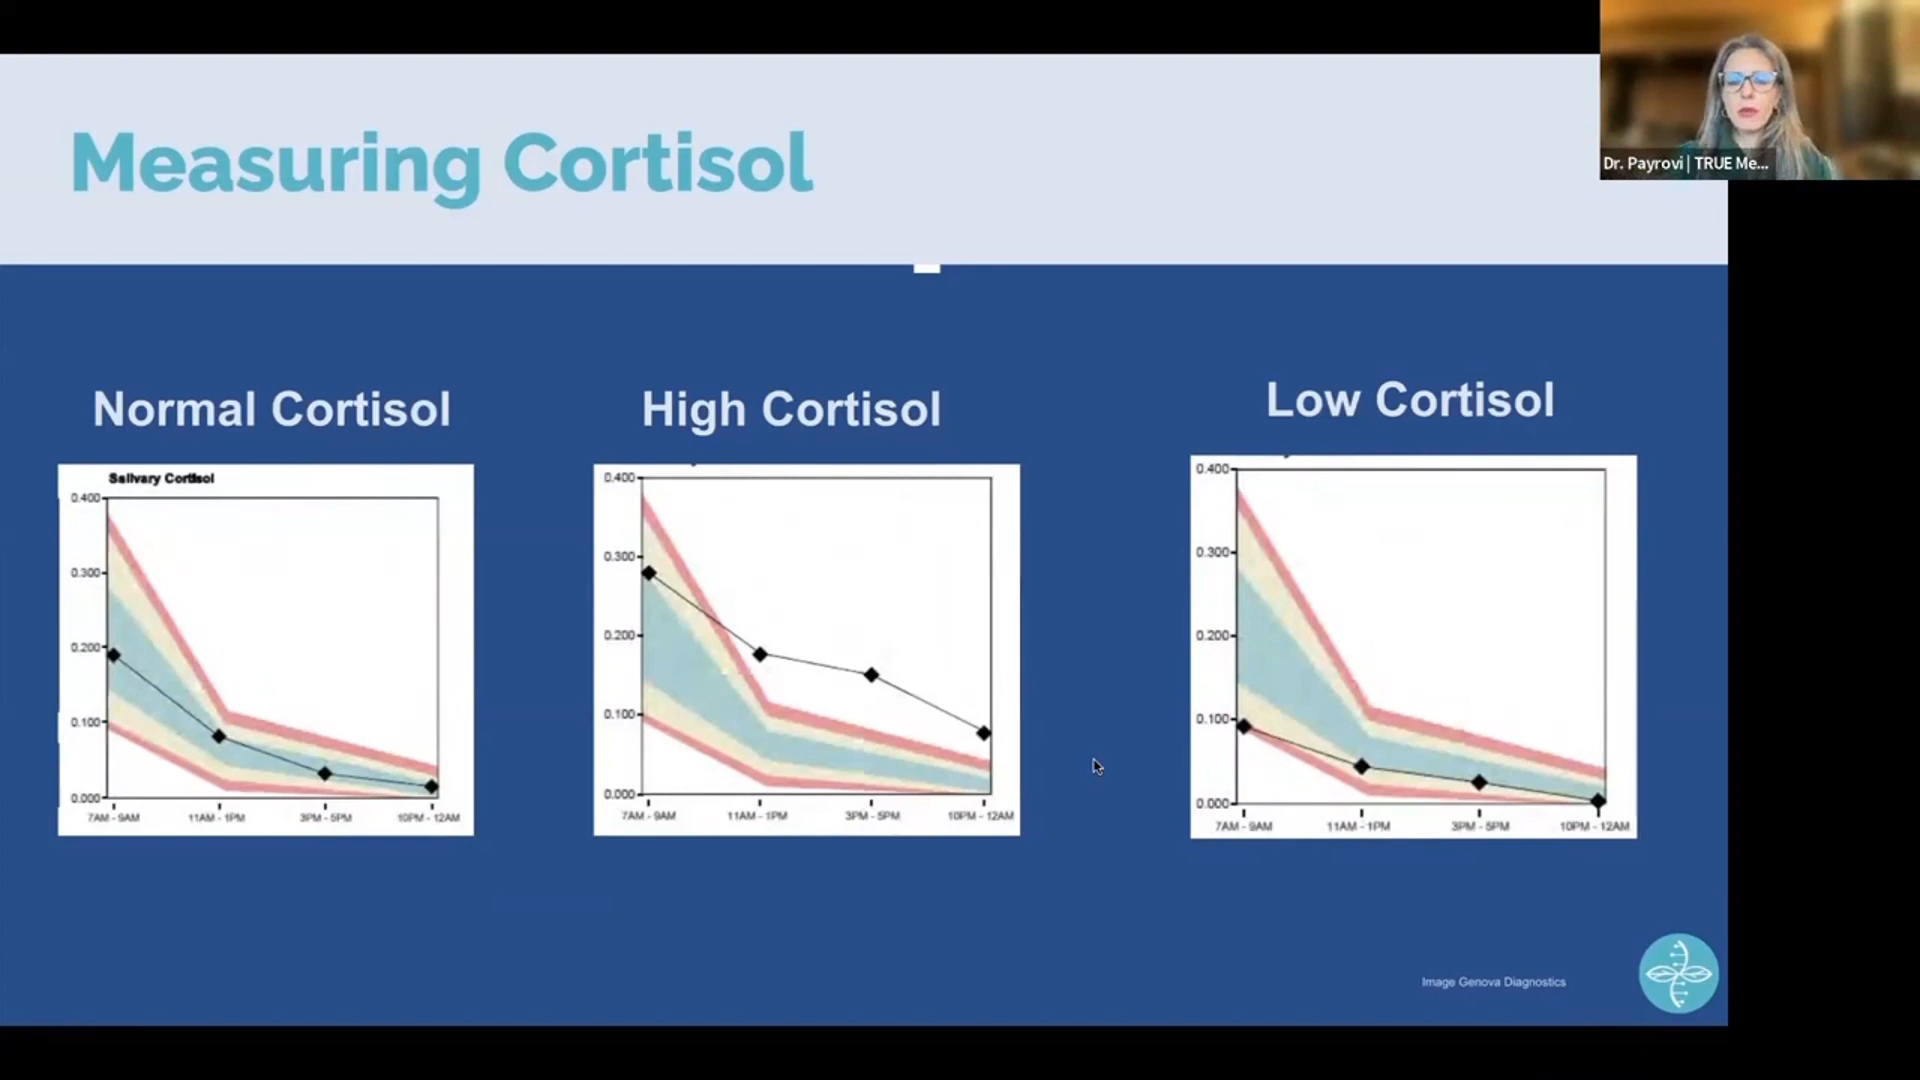 Measuring Cortisol
Dr. Payrovi | TRUE Me...
Normal Cortisol
High Cortisol
Low Cortisol
Salivary Cortisol
0.400
0.300
0.200
0.100
0.000
7AM - 9AM
11AM - 1PM
3PM - 5PM
10PM - 12AM
0.400
0.300
0.200
0.100
0.000
7AM - 9AM
11AM - 1PM
3PM - 5PM
10PM - 12AM
0.400
0.300
0.200
0.100
0.000
7AM - 9AM
11AM - 1PM
3PM - 5PM
10PM - 12AM
Image Genova Diagnostics